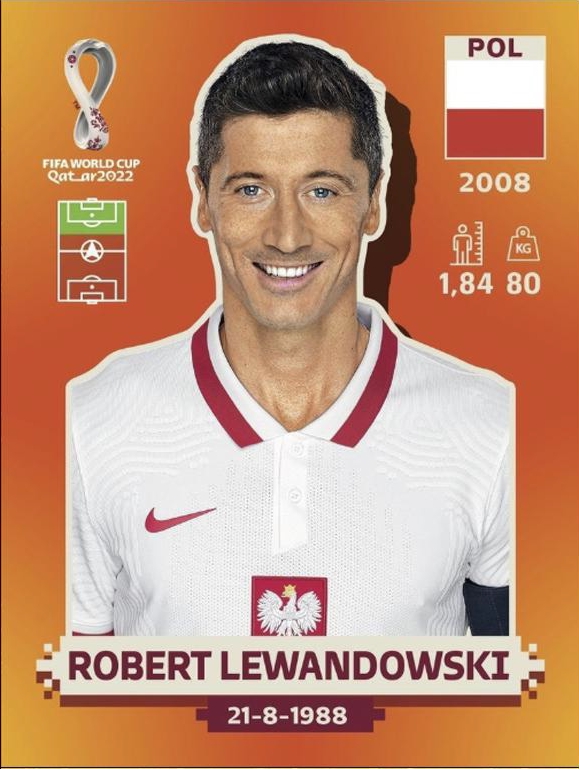 POL
FIFA WORLD CUP
Qatar2022
2008
KG
1,84 80
ROBERT LEWANDOWSKI
21-8-1988